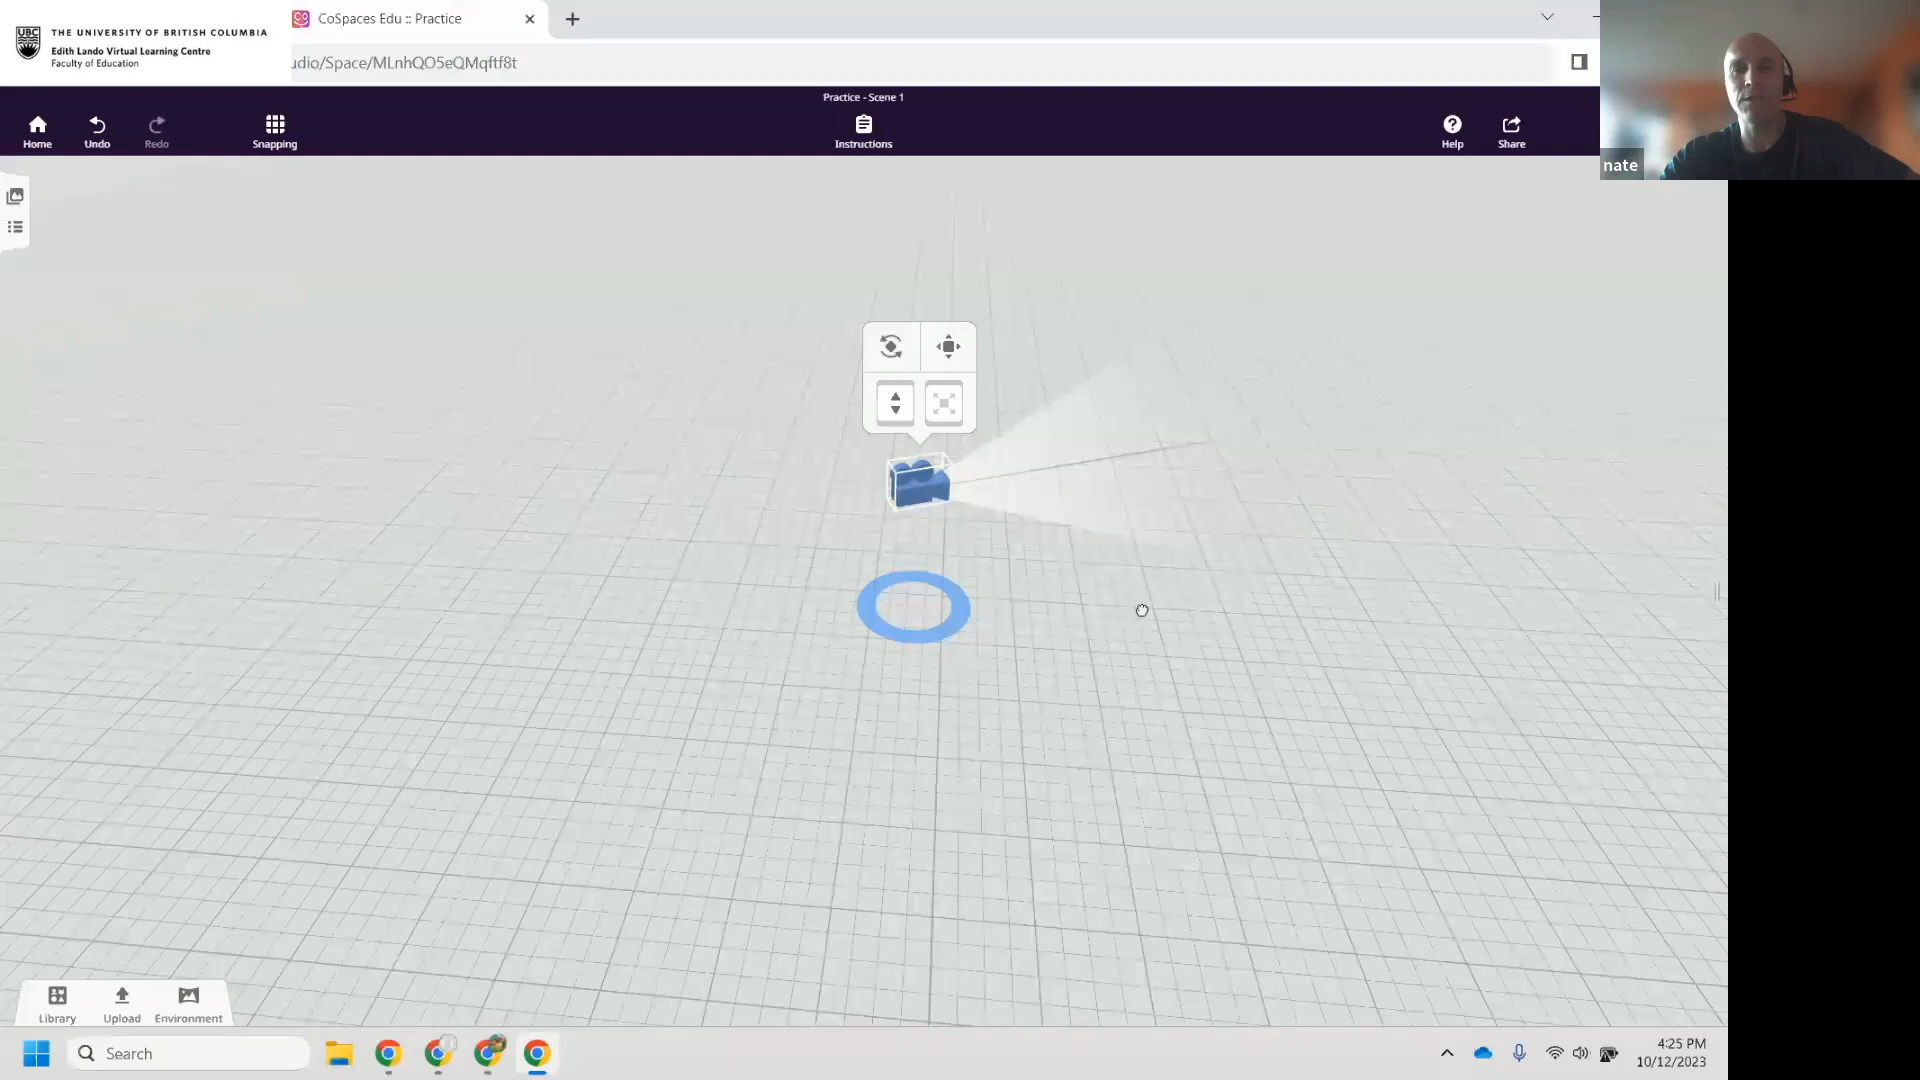 THE UNIVERSITY OF BRITISH COLUMBIA
UBC
Edith Lando Virtual Learning Centre
Faculty of Education
CoSpaces Edu :: Practice
udio/Space/MLnhQO5eQMqftf8t
Practice - Scene 1
Home
Undo
Redo
Snapping
Instructions
Help
Share
nate
Library
Upload
Environment
Search
4:25 PM
10/12/2023